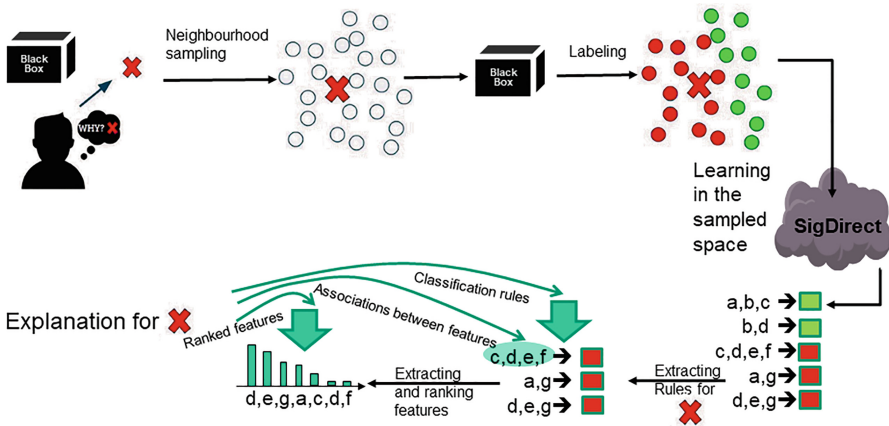 Black
Box
WHY?
Neighbourhood
sampling
Black
Box
Labeling
Learning
in the
sampled
space
SigDirect
a,b,c➔
b,d➔
c,d,e,f➔
a,g➔
d,e,g➔
Extracting
Rules for
Classification rules
Associations between features
Ranked features
Explanation for
c,d,e,f➔
a,g➔
d,e,g➔
Extracting
and ranking
features
d,e,g,a,c,d,f